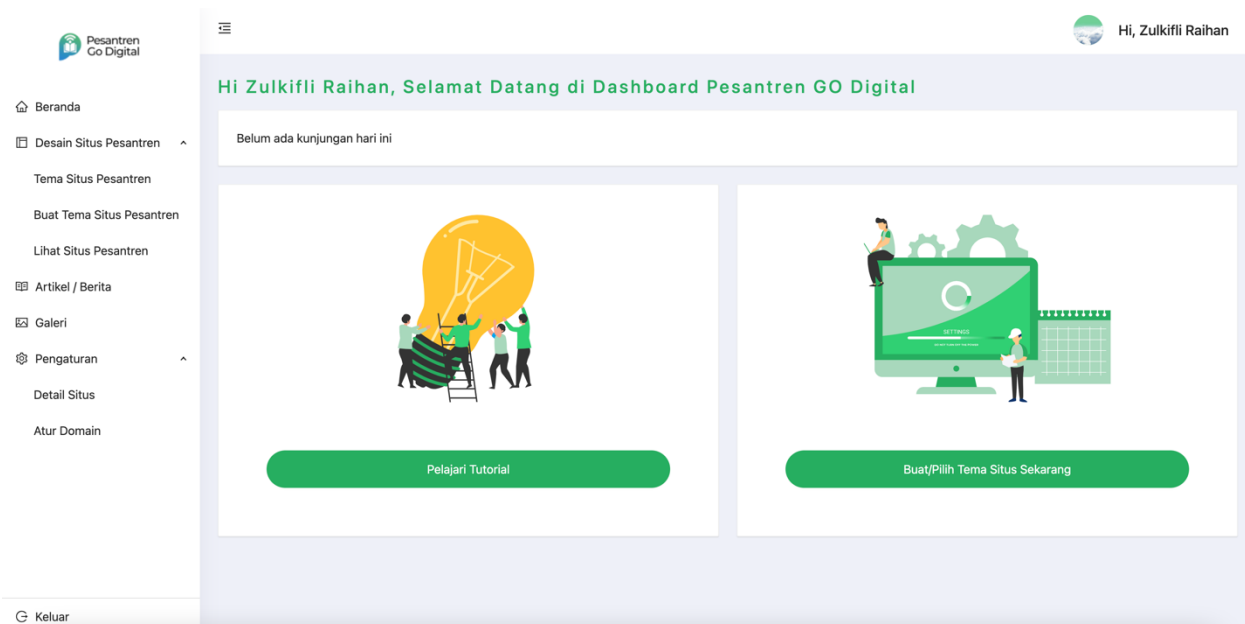 Pesantren
Go Digital
Hi, Zulkifli Raihan
Beranda
Desain Situs Pesantren
Tema Situs Pesantren
Buat Tema Situs Pesantren
Lihat Situs Pesantren
Artikel / Berita
Galeri
Pengaturan
Detail Situs
Atur Domain
Keluar
Hi Zulkifli Raihan, Selamat Datang di Dashboard Pesantren GO Digital
Belum ada kunjungan hari ini
Pelajari Tutorial
SETTINGS
Buat/Pilih Tema Situs Sekarang